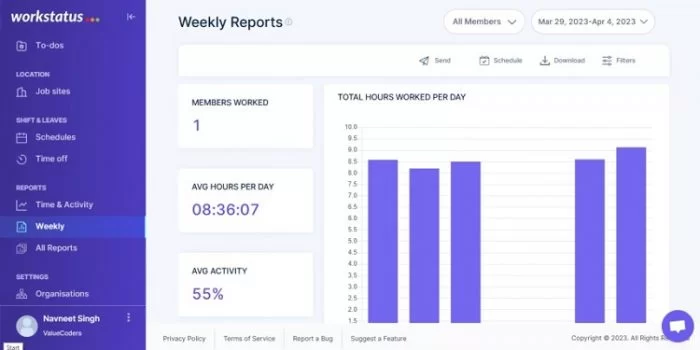 workstatus
To-dos
LOCATION
Job sites
SHIFT & LEAVES
Schedules
Time off
REPORTS
Time & Activity
Weekly
All Reports
SETTINGS
Organisations
Navneet Singh
ValueCoders
Start
Weekly Reports
All Members
Mar 29, 2023-Apr 4, 2023
Send
Schedule
Download
Filters
MEMBERS WORKED
1
AVG HOURS PER DAY
08:36:07
AVG ACTIVITY
55%
TOTAL HOURS WORKED PER DAY
10.0
9.5
9.0
8.5
8.0
7.5
7.0
6.5
6.0
5.5
5.0
4.5
4.0
3.5
3.0
2.5
2.0
1.5
Privacy Policy
Terms of Service
Report a Bug
Suggest a Feature
Copyright © 2023. All Rights